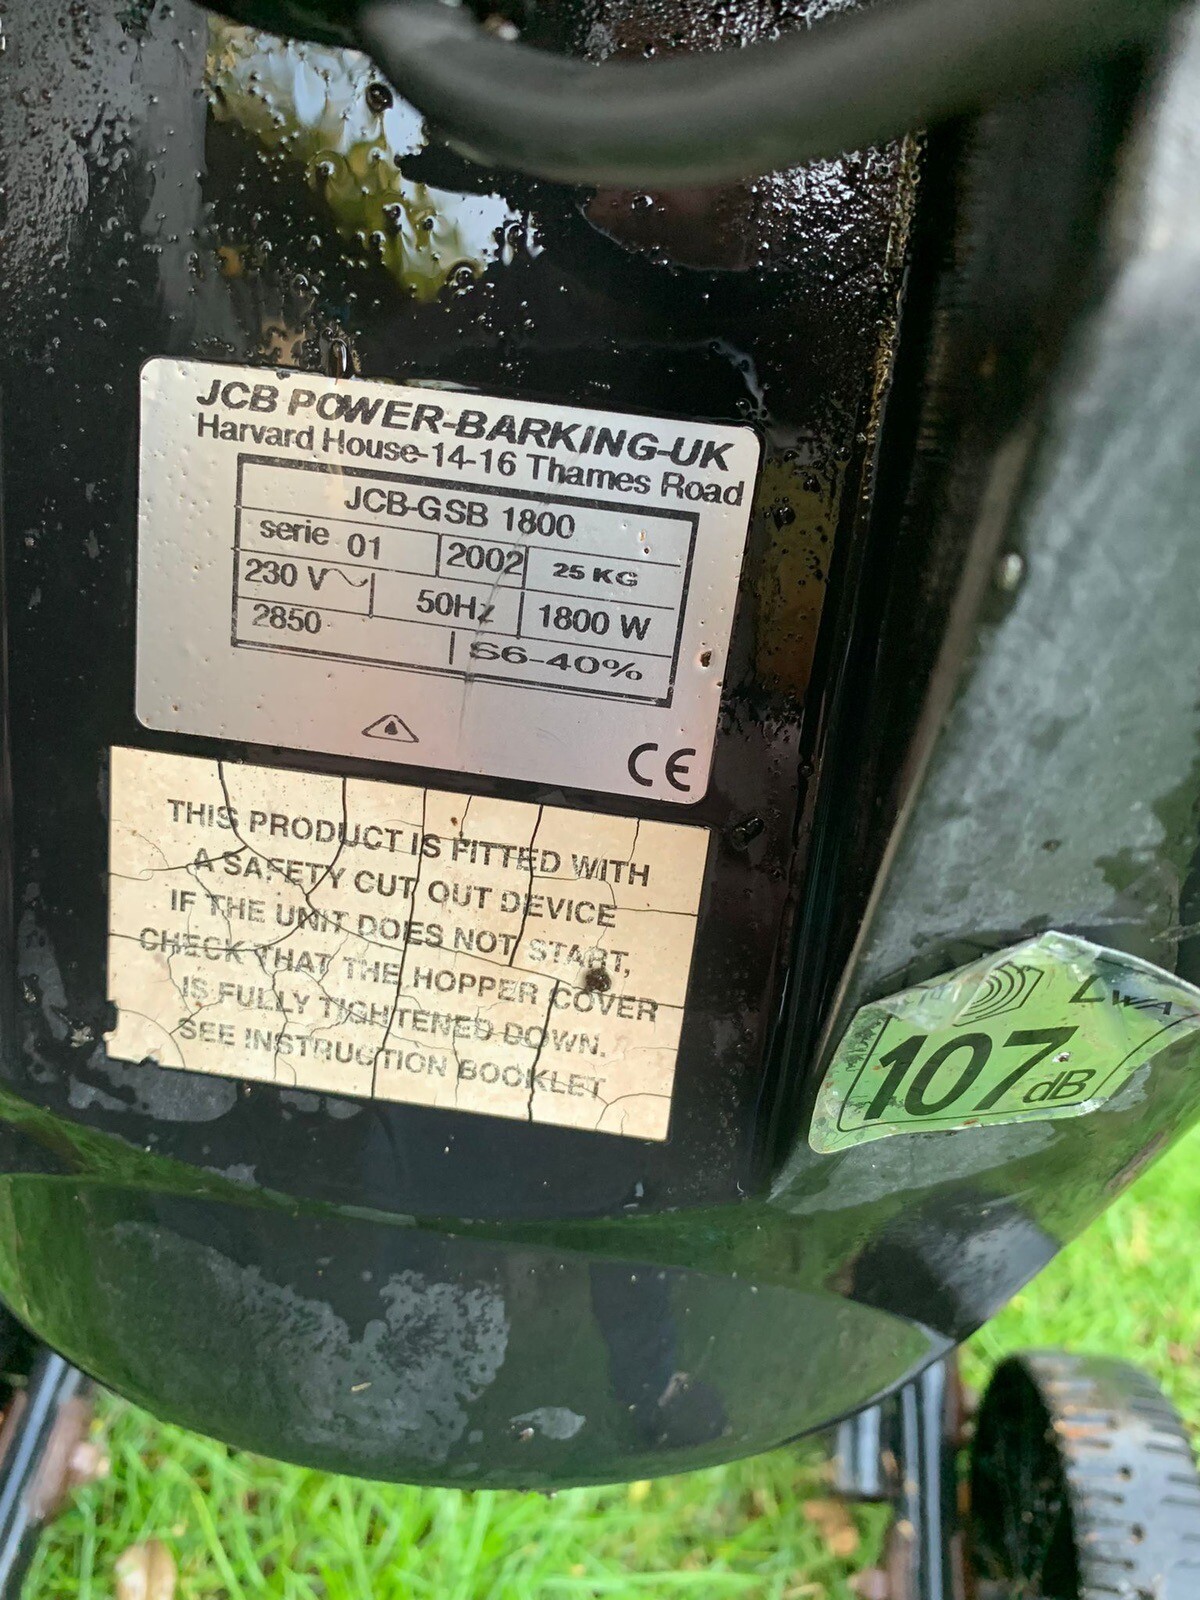 JCB POWER-BARKING-UK
Harvard House-14-16 Thames Road
JCB-GSB 1800
serie 01 2002 25 KG
230 V~ 50Hz 1800 W
2850 S6-40%
CE
THIS PRODUCT IS FITTED WITH
A SAFETY CUT OUT DEVICE
IF THE UNIT DOES NOT START,
CHECK THAT THE HOPPER COVER
IS FULLY TIGHTENED DOWN.
SEE INSTRUCTION BOOKLET
LWA
107 dB